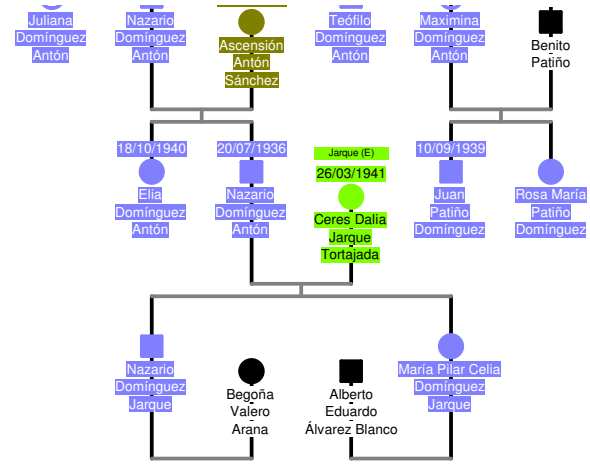 Juliana
Domínguez
Antón
Nazario
Domínguez
Antón
Ascensión
Antón
Sánchez
Teófilo
Domínguez
Antón
Maximina
Domínguez
Antón
Benito
Patiño
18/10/1940
Elia
Domínguez
Antón
20/07/1936
Nazario
Domínguez
Antón
Jarque (E)
26/03/1941
Ceres Dalia
Jarque
Tortajada
10/09/1939
Juan
Patiño
Domínguez
Rosa María
Patiño
Domínguez
Nazario
Domínguez
Jarque
Begoña
Valero
Arana
Alberto
Eduardo
Álvarez Blanco
María Pilar Celia
Domínguez
Jarque